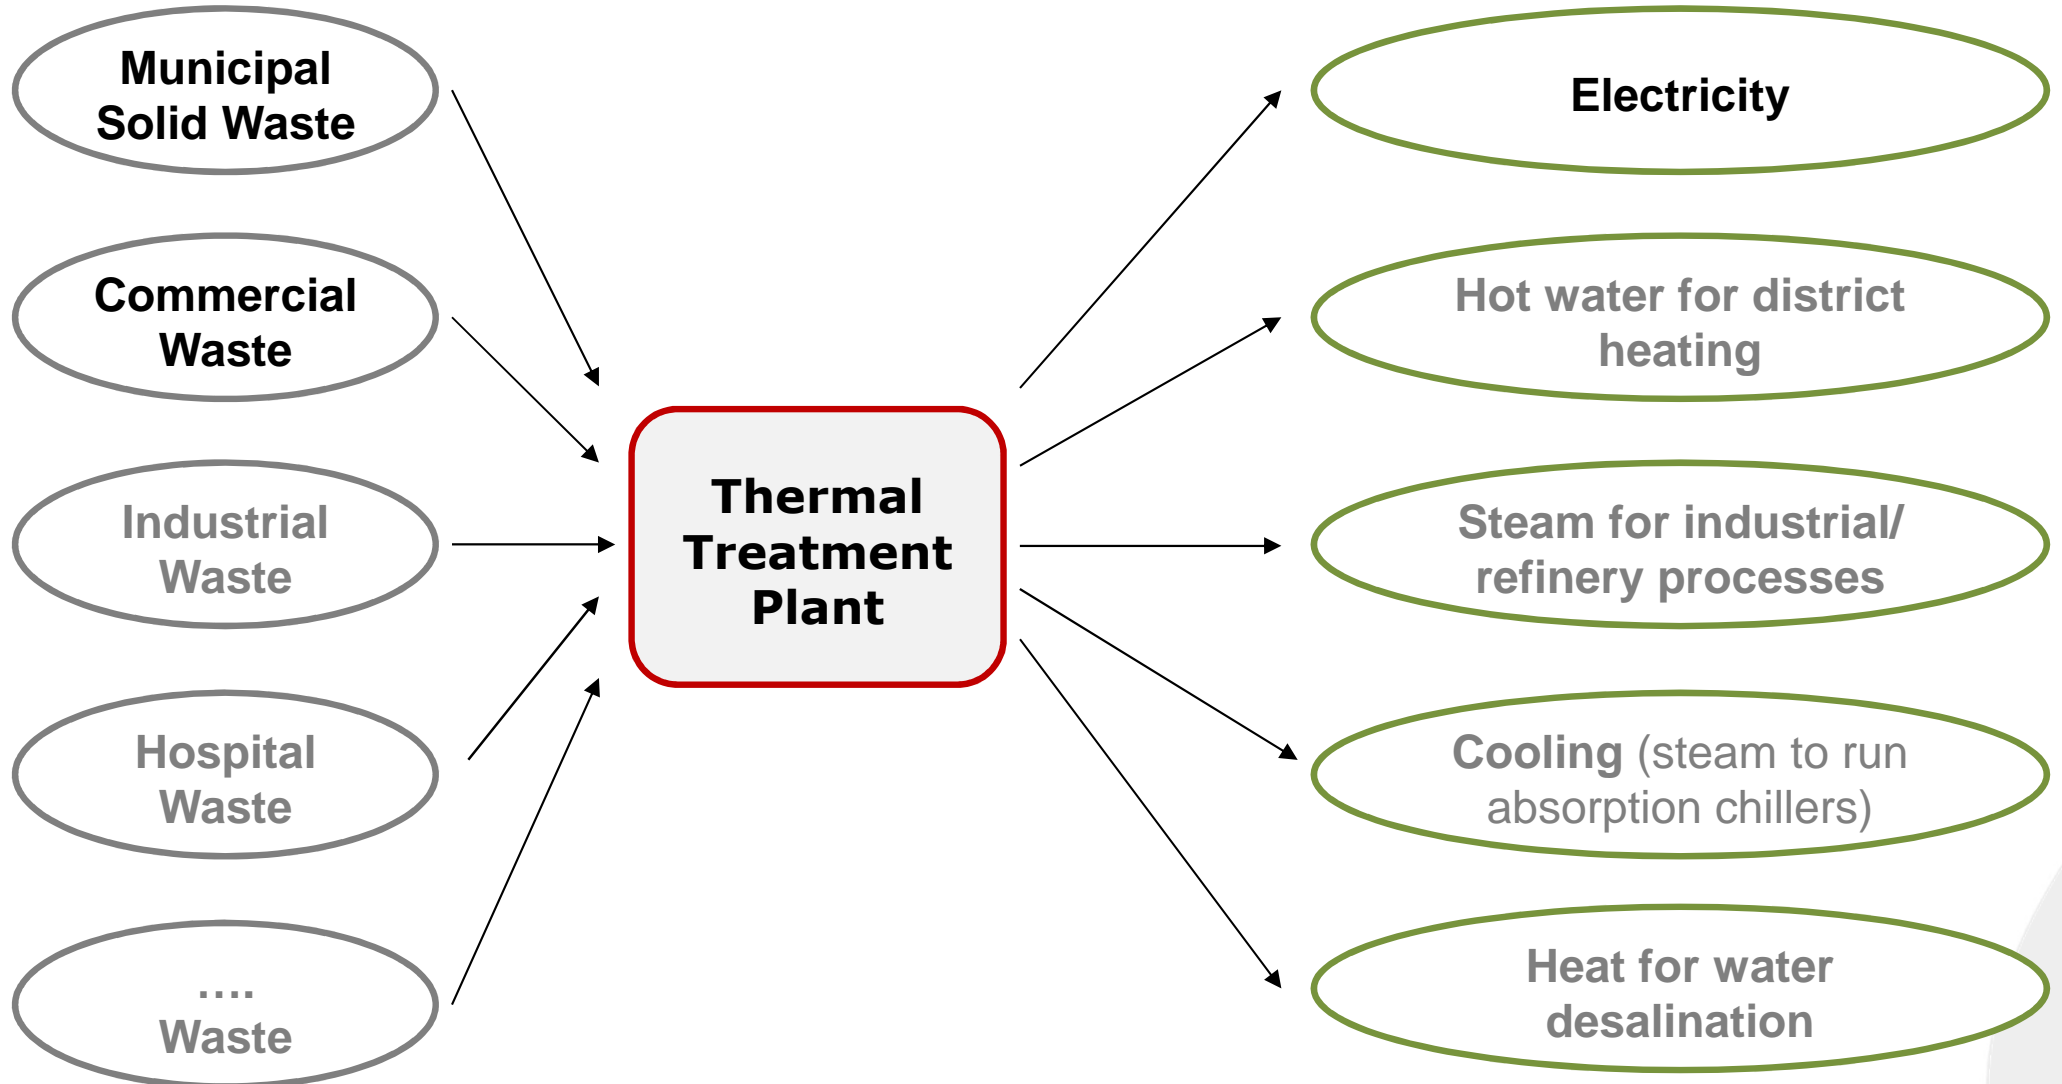 Municipal
Solid Waste
Commercial
Waste
Industrial
Waste
Hospital
Waste
....
Waste
Thermal
Treatment
Plant
Electricity
Hot water for district
heating
Steam for industrial/
refinery processes
Cooling (steam to run
absorption chillers)
Heat for water
desalination